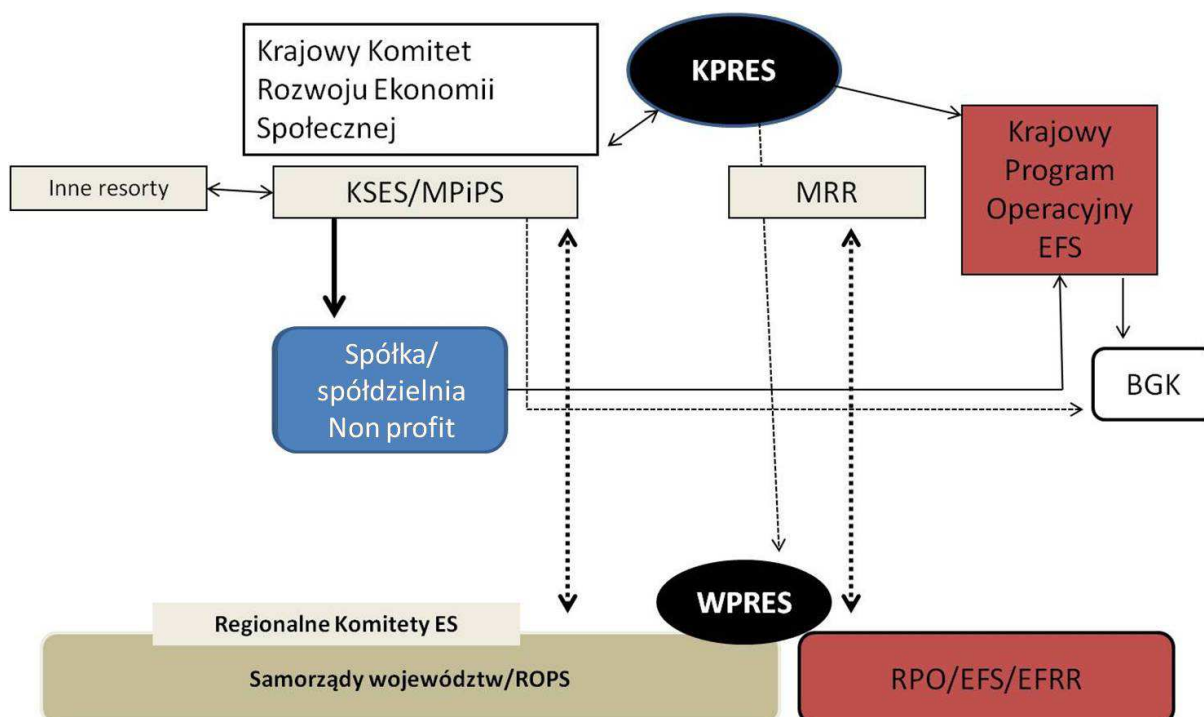 Krajowy Komitet
Rozwoju Ekonomii
Społecznej
KPRES
Krajowy
Program
Operacyjny
EFS
Inne resorty
KSES/MPiPS
MRR
Spółka/
spółdzielnia
Non profit
BGK
WPRES
Regionalne Komitety ES
Samorządy województw/ROPS
RPO/EFS/EFRR